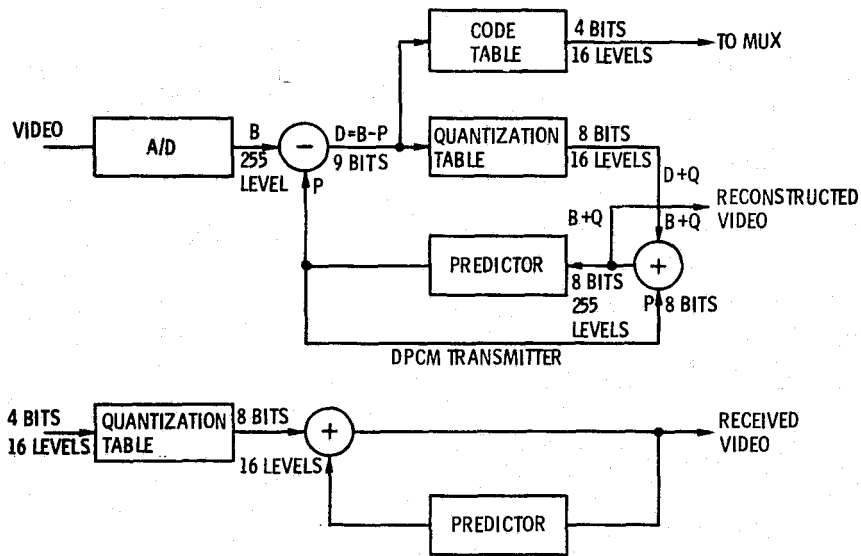 CODE
TABLE
4 BITS
16 LEVELS
TO MUX
VIDEO
A/D
B
255
LEVEL
−
P
D=B-P
9 BITS
QUANTIZATION
TABLE
8 BITS
16 LEVELS
D+Q
RECONSTRUCTED
VIDEO
B+Q
B+Q
PREDICTOR
8 BITS
255
LEVELS
+
P
8 BITS
DPCM TRANSMITTER
4 BITS
16 LEVELS
QUANTIZATION
TABLE
8 BITS
16 LEVELS
+
RECEIVED
VIDEO
PREDICTOR